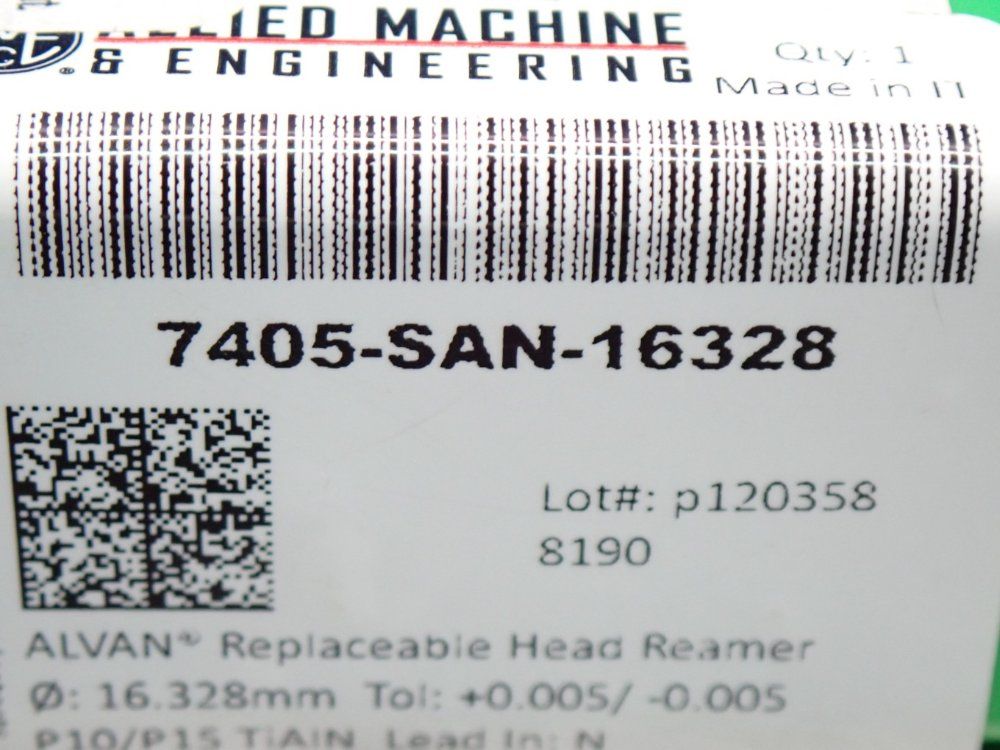 ALLIED MACHINE
& ENGINEERING
Qty: 1
Made in IT
7405-SAN-16328
Lot#: p120358
8190
ALVAN® Replaceable Head Reamer
Ø: 16.328mm Tol: +0.005/ -0.005
P10/P15 TiAlN Lead In: N